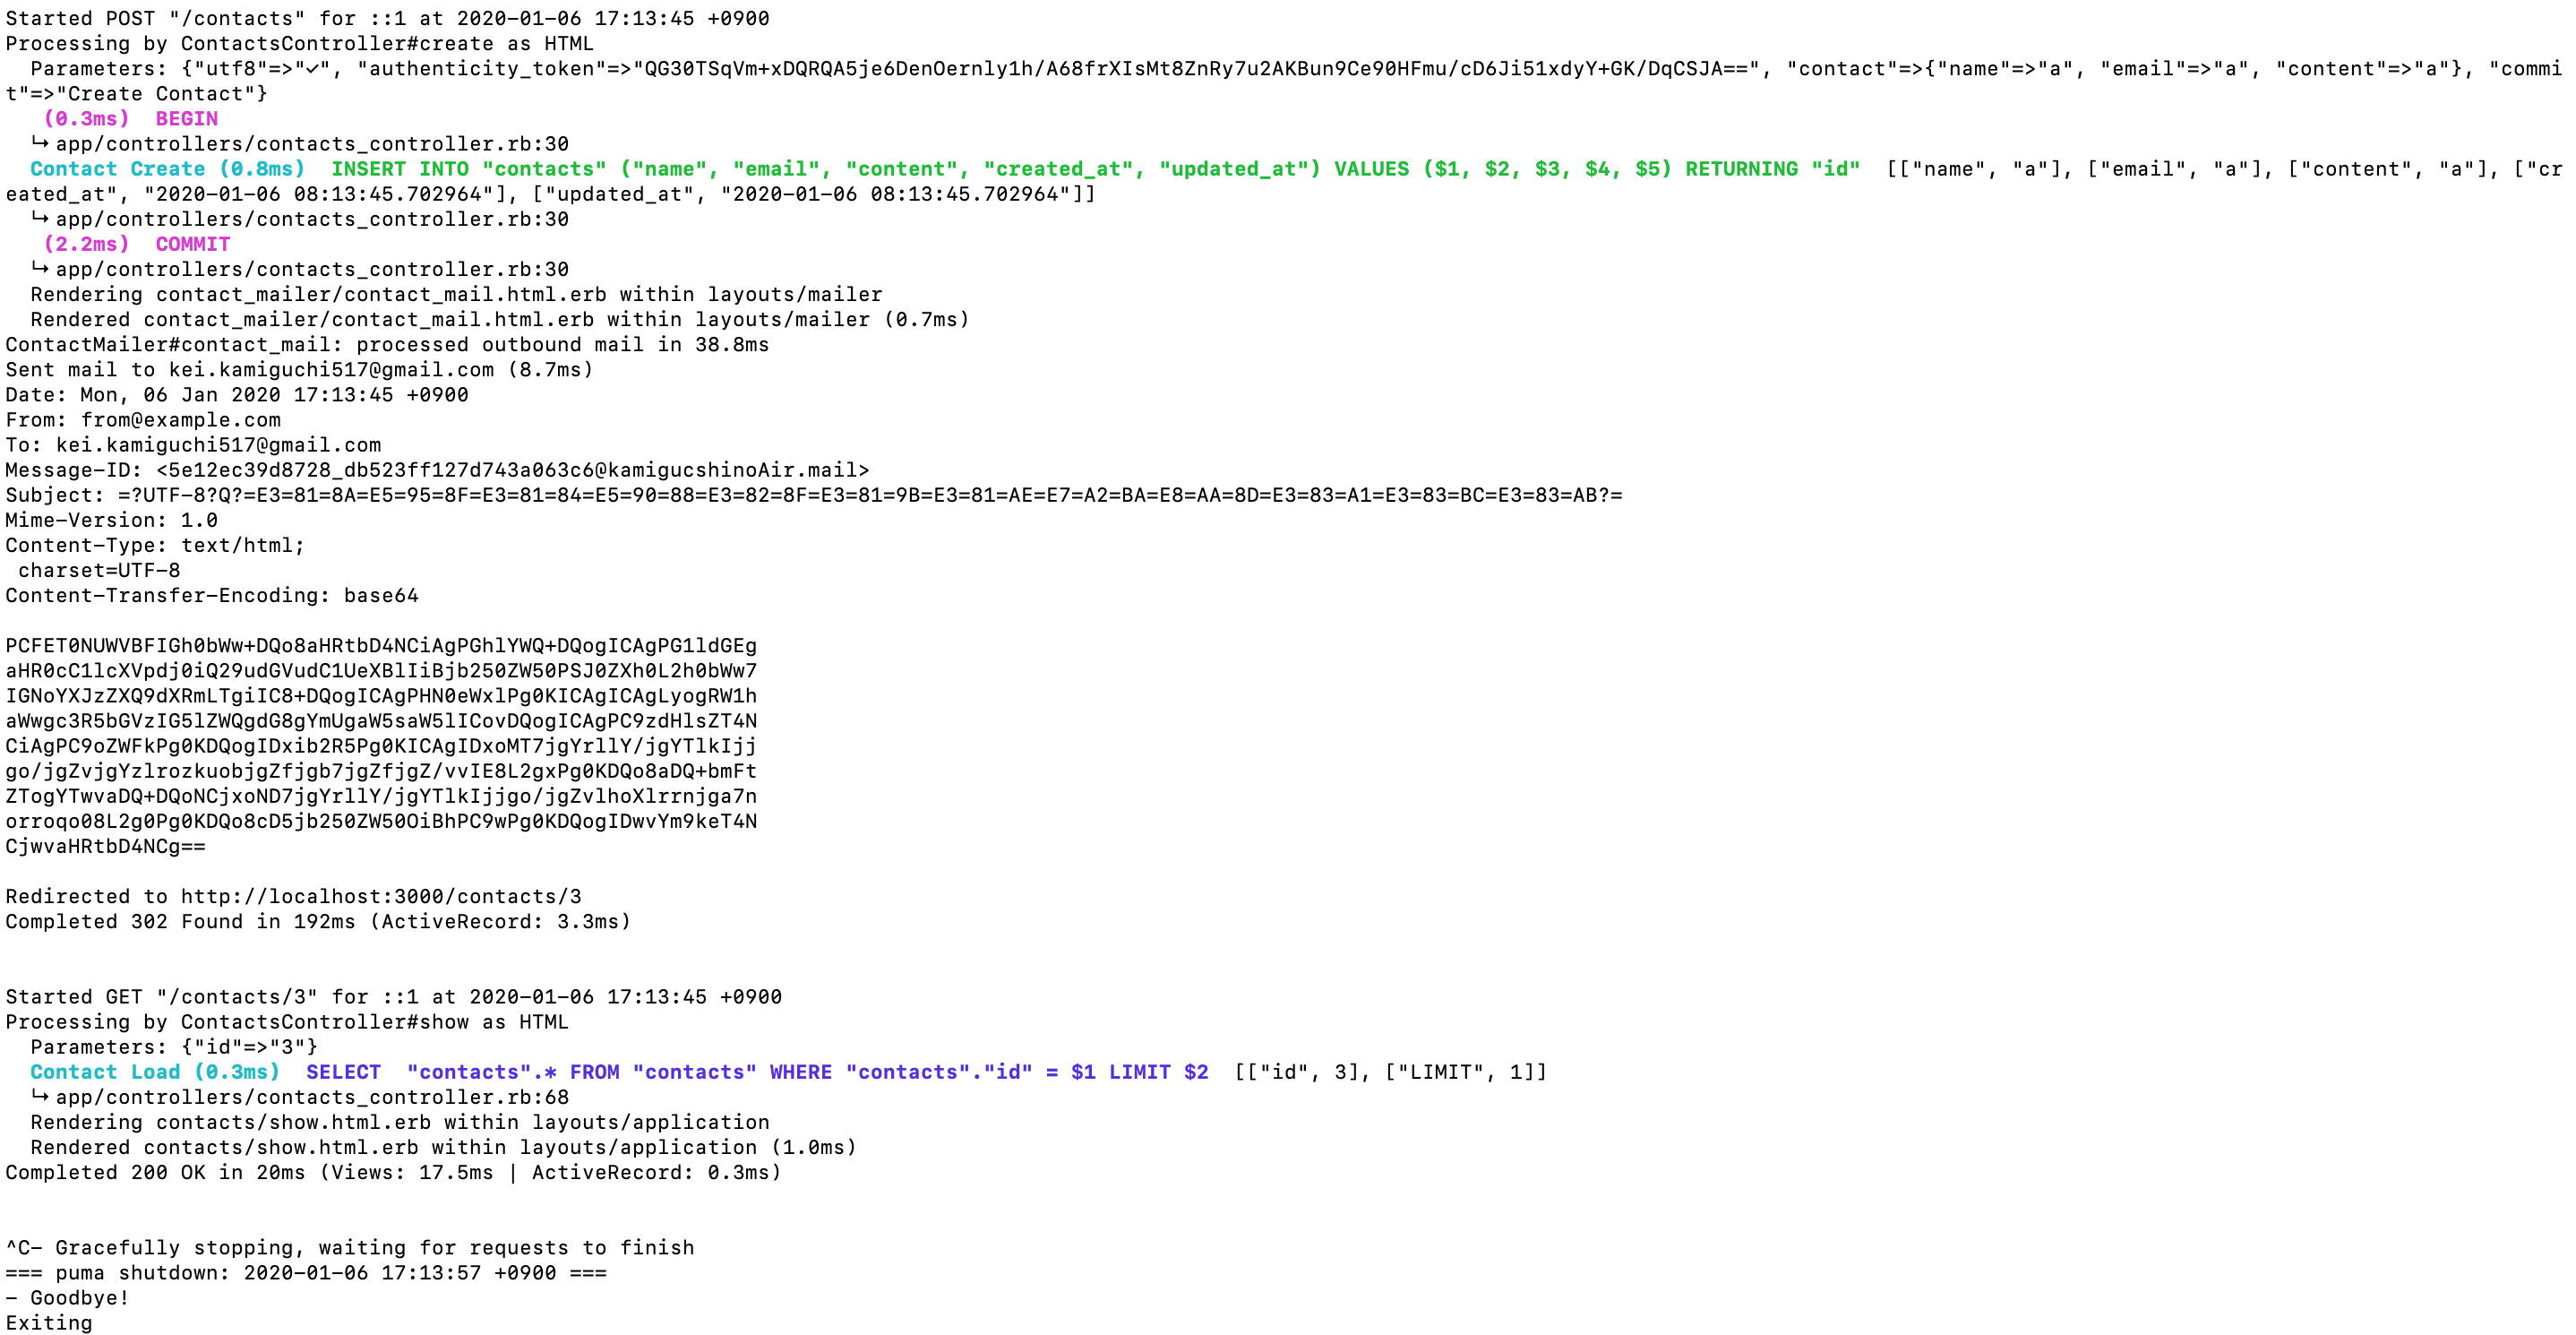 Started POST "/contacts" for ::1 at 2020-01-06 17:13:45 +0900
Processing by ContactsController#create as HTML
  Parameters: {"utf8"=>"✓", "authenticity_token"=>"QG30TSqVm+xDQRQA5je6DenOernly1h/A68frXIsMt8ZnRy7u2AKBun9Ce90HFmu/cD6Ji51xdyY+GK/DqCSJA==", "contact"=>{"name"=>"a", "email"=>"a", "content"=>"a"}, "commi
t"=>"Create Contact"}
   (0.3ms)  BEGIN
  ↳ app/controllers/contacts_controller.rb:30
  Contact Create (0.8ms)  INSERT INTO "contacts" ("name", "email", "content", "created_at", "updated_at") VALUES ($1, $2, $3, $4, $5) RETURNING "id"  [["name", "a"], ["email", "a"], ["content", "a"], ["cr
eated_at", "2020-01-06 08:13:45.702964"], ["updated_at", "2020-01-06 08:13:45.702964"]]
  ↳ app/controllers/contacts_controller.rb:30
   (2.2ms)  COMMIT
  ↳ app/controllers/contacts_controller.rb:30
  Rendering contact_mailer/contact_mail.html.erb within layouts/mailer
  Rendered contact_mailer/contact_mail.html.erb within layouts/mailer (0.7ms)
ContactMailer#contact_mail: processed outbound mail in 38.8ms
Sent mail to kei.kamiguchi517@gmail.com (8.7ms)
Date: Mon, 06 Jan 2020 17:13:45 +0900
From: from@example.com
To: kei.kamiguchi517@gmail.com
Message-ID: <5e12ec39d8728_db523ff127d743a063c6@kamigucshinoAir.mail>
Subject: =?UTF-8?Q?=E3=81=8A=E5=95=8F=E3=81=84=E5=90=88=E3=82=8F=E3=81=9B=E3=81=AE=E7=A2=BA=E8=AA=8D=E3=83=A1=E3=83=BC=E3=83=AB?=
Mime-Version: 1.0
Content-Type: text/html;
 charset=UTF-8
Content-Transfer-Encoding: base64

PCFET0NUWVBFIGh0bWw+DQo8aHRtbD4NCiAgPGhlYWQ+DQogICAgPG1ldGEg
aHR0cC1lcXVpdj0iQ29udGVudC1UeXBlIiBjb250ZW50PSJ0ZXh0L2h0bWw7
IGNoYXJzZXQ9dXRmLTgiIC8+DQogICAgPHN0eWxlPg0KICAgICAgLyogRW1h
aWwgc3R5bGVzIG5lZWQgdG8gYmUgaW5saW5lICovDQogICAgPC9zdHlsZT4N
CiAgPC9oZWFkPg0KDQogIDxib2R5Pg0KICAgIDxoMT7jgYrllY/jgYTlkIjj
go/jgZvjgYzlrozkuobjgZfjgb7jgZfjgZ/vvIE8L2gxPg0KDQo8aDQ+bmFt
ZTogYTwvaDQ+DQoNCjxoND7jgYrllY/jgYTlkIjjgo/jgZvlhoXlrrnjga7n
orroqo08L2g0Pg0KDQo8cD5jb250ZW50OiBhPC9wPg0KDQogIDwvYm9keT4N
CjwvaHRtbD4NCg==

Redirected to http://localhost:3000/contacts/3
Completed 302 Found in 192ms (ActiveRecord: 3.3ms)

Started GET "/contacts/3" for ::1 at 2020-01-06 17:13:45 +0900
Processing by ContactsController#show as HTML
  Parameters: {"id"=>"3"}
  Contact Load (0.3ms)  SELECT  "contacts".* FROM "contacts" WHERE "contacts"."id" = $1 LIMIT $2  [["id", 3], ["LIMIT", 1]]
  ↳ app/controllers/contacts_controller.rb:68
  Rendering contacts/show.html.erb within layouts/application
  Rendered contacts/show.html.erb within layouts/application (1.0ms)
Completed 200 OK in 20ms (Views: 17.5ms | ActiveRecord: 0.3ms)

^C- Gracefully stopping, waiting for requests to finish
=== puma shutdown: 2020-01-06 17:13:57 +0900 ===
- Goodbye!
Exiting